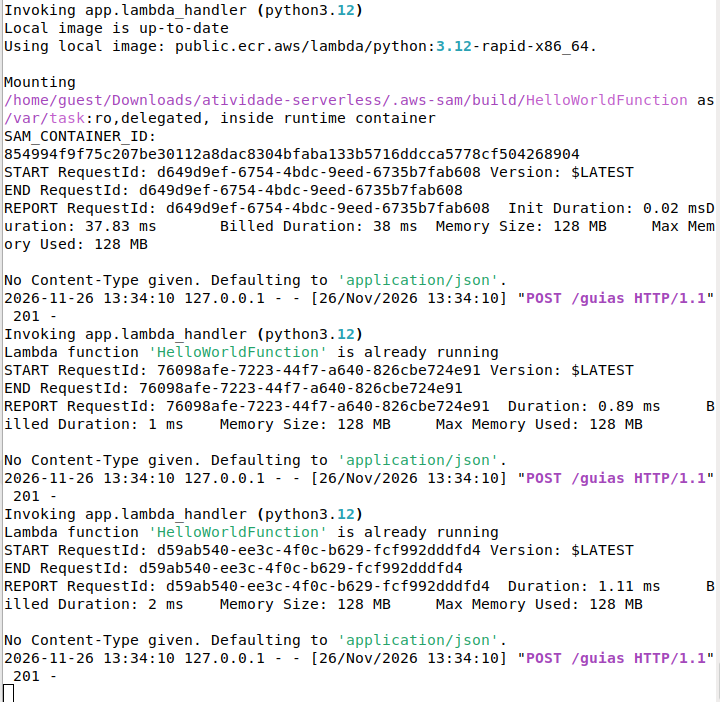 Invoking app.lambda_handler (python3.12)
Local image is up-to-date
Using local image: public.ecr.aws/lambda/python:3.12-rapid-x86_64.

Mounting
/home/guest/Downloads/atividade-serverless/.aws-sam/build/HelloWorldFunction as
/var/task:ro,delegated, inside runtime container
SAM_CONTAINER_ID:
854994f9f75c207be30112a8dac8304bfaba133b5716ddcca5778cf504268904
START RequestId: d649d9ef-6754-4bdc-9eed-6735b7fab608 Version: $LATEST
END RequestId: d649d9ef-6754-4bdc-9eed-6735b7fab608
REPORT RequestId: d649d9ef-6754-4bdc-9eed-6735b7fab608  Init Duration: 0.02 msD
uration: 37.83 ms       Billed Duration: 38 ms  Memory Size: 128 MB     Max Mem
ory Used: 128 MB

No Content-Type given. Defaulting to 'application/json'.
2026-11-26 13:34:10 127.0.0.1 - - [26/Nov/2026 13:34:10] "POST /guias HTTP/1.1"
 201 -
Invoking app.lambda_handler (python3.12)
Lambda function 'HelloWorldFunction' is already running
START RequestId: 76098afe-7223-44f7-a640-826cbe724e91 Version: $LATEST
END RequestId: 76098afe-7223-44f7-a640-826cbe724e91
REPORT RequestId: 76098afe-7223-44f7-a640-826cbe724e91  Duration: 0.89 ms     B
illed Duration: 1 ms    Memory Size: 128 MB     Max Memory Used: 128 MB

No Content-Type given. Defaulting to 'application/json'.
2026-11-26 13:34:10 127.0.0.1 - - [26/Nov/2026 13:34:10] "POST /guias HTTP/1.1"
 201 -
Invoking app.lambda_handler (python3.12)
Lambda function 'HelloWorldFunction' is already running
START RequestId: d59ab540-ee3c-4f0c-b629-fcf992dddfd4 Version: $LATEST
END RequestId: d59ab540-ee3c-4f0c-b629-fcf992dddfd4
REPORT RequestId: d59ab540-ee3c-4f0c-b629-fcf992dddfd4  Duration: 1.11 ms     B
illed Duration: 2 ms    Memory Size: 128 MB     Max Memory Used: 128 MB

No Content-Type given. Defaulting to 'application/json'.
2026-11-26 13:34:10 127.0.0.1 - - [26/Nov/2026 13:34:10] "POST /guias HTTP/1.1"
 201 -